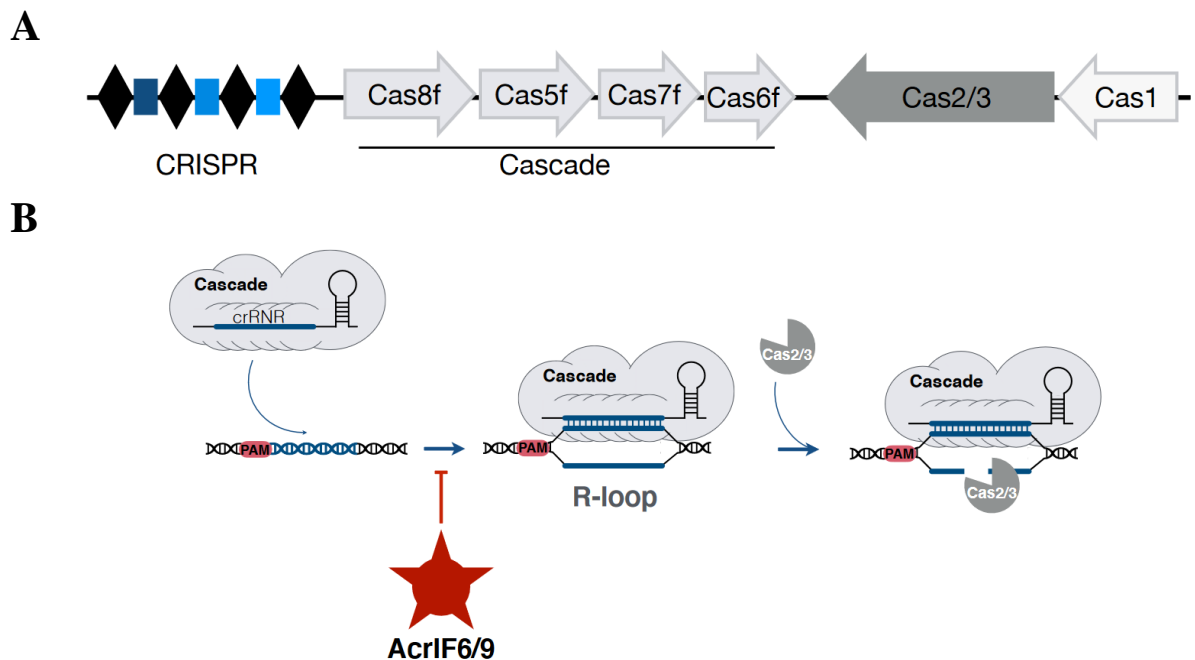 A
Cas8f Cas5f Cas7f Cas6f Cas2/3 Cas1
CRISPR Cascade
B
Cascade
crRNR
PAM
Cas2/3
Cascade
PAM
R-loop
Cascade
PAM
Cas2/3
AcrIF6/9